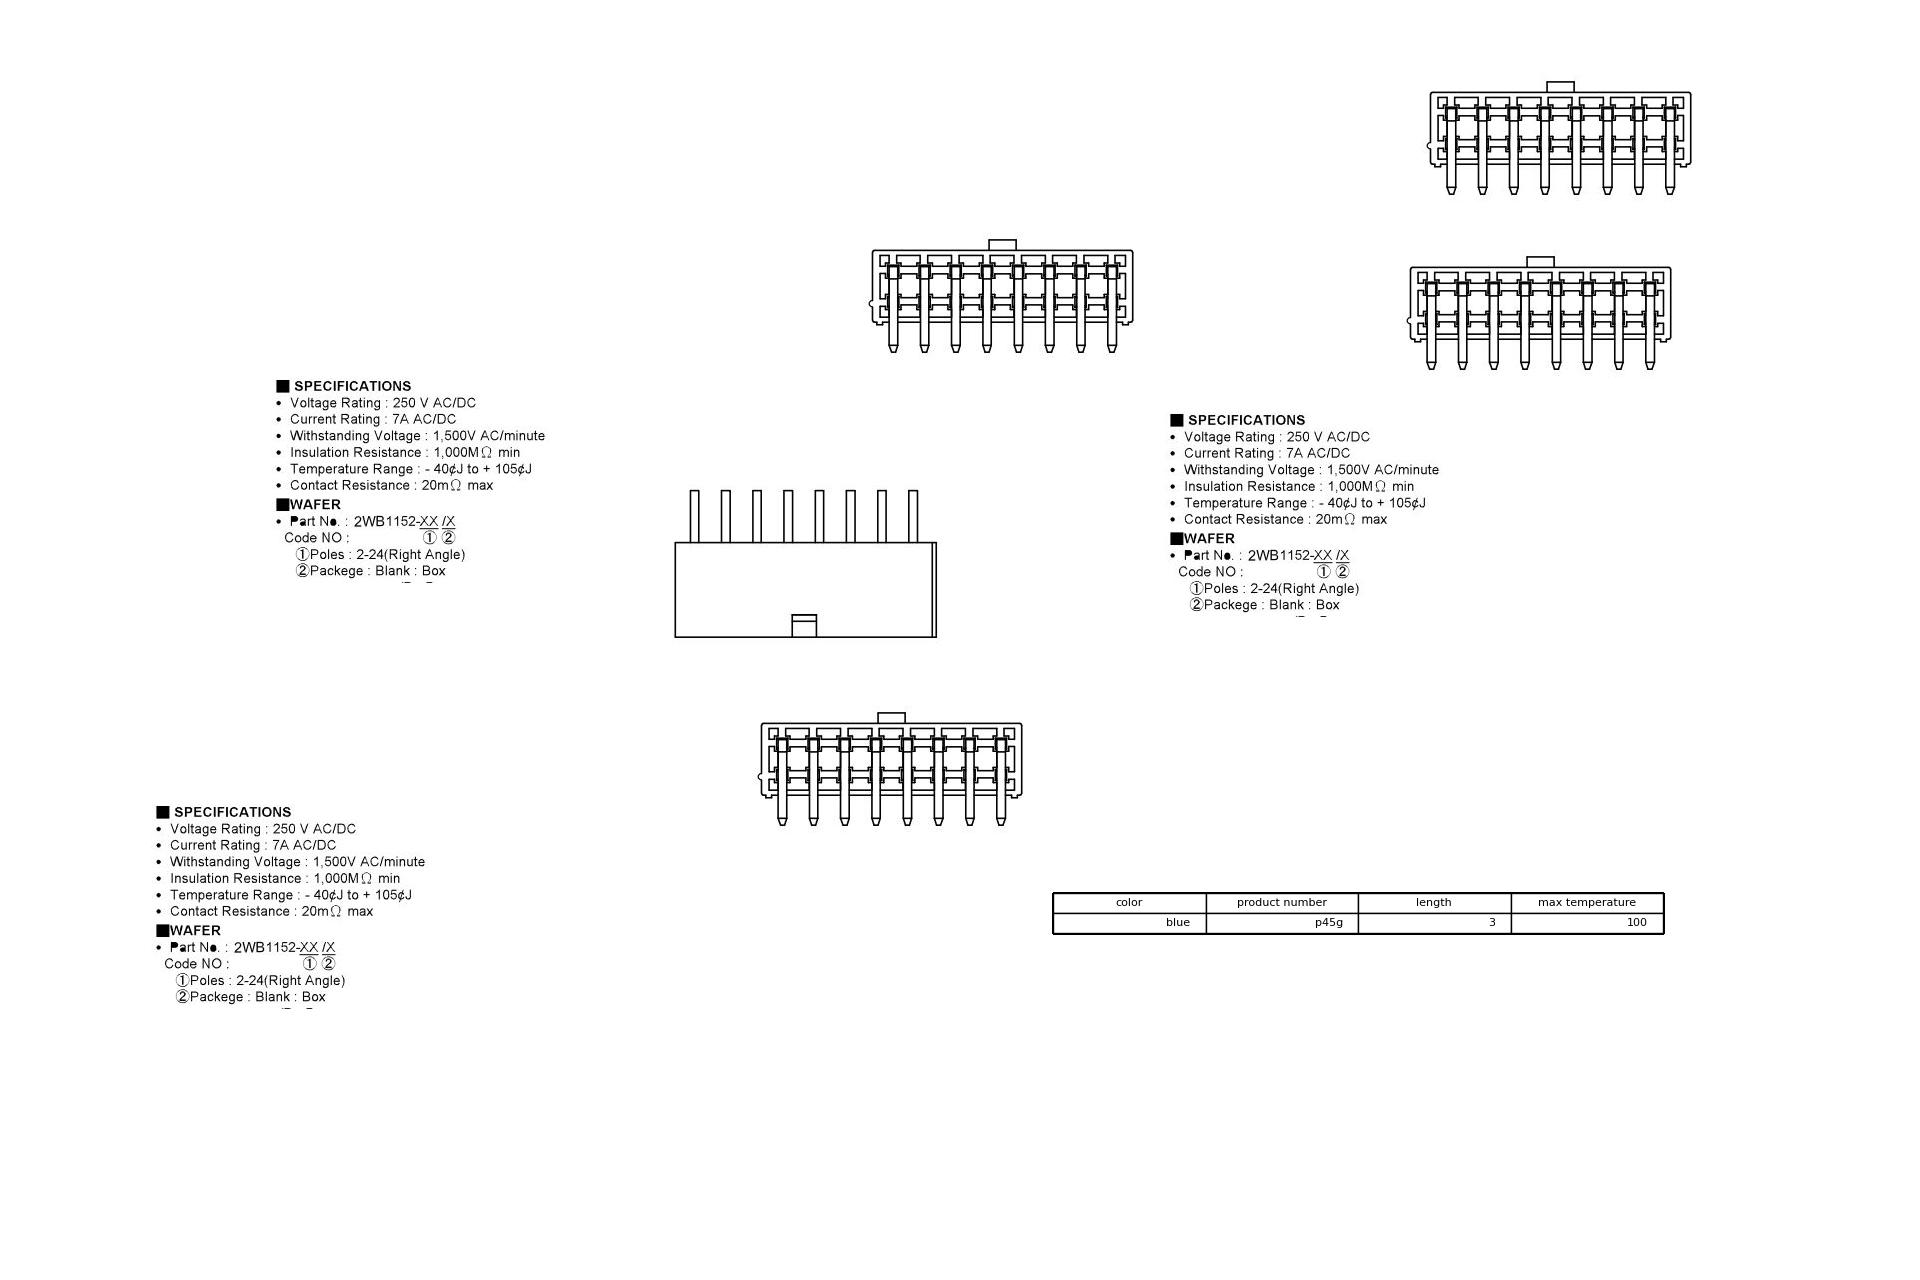 ■ SPECIFICATIONS
• Voltage Rating : 250 V AC/DC
• Current Rating : 7A AC/DC
• Withstanding Voltage : 1,500V AC/minute
• Insulation Resistance : 1,000MΩ min
• Temperature Range : - 40¢J to + 105¢J
• Contact Resistance : 20mΩ max
■WAFER
• Part No. : 2WB1152-XX /X
Code NO : ① ②
①Poles : 2-24(Right Angle)
②Packege : Blank : Box
■ SPECIFICATIONS
• Voltage Rating : 250 V AC/DC
• Current Rating : 7A AC/DC
• Withstanding Voltage : 1,500V AC/minute
• Insulation Resistance : 1,000MΩ min
• Temperature Range : - 40¢J to + 105¢J
• Contact Resistance : 20mΩ max
■WAFER
• Part No. : 2WB1152-XX /X
Code NO : ① ②
①Poles : 2-24(Right Angle)
②Packege : Blank : Box
■ SPECIFICATIONS
• Voltage Rating : 250 V AC/DC
• Current Rating : 7A AC/DC
• Withstanding Voltage : 1,500V AC/minute
• Insulation Resistance : 1,000MΩ min
• Temperature Range : - 40¢J to + 105¢J
• Contact Resistance : 20mΩ max
■WAFER
• Part No. : 2WB1152-XX /X
Code NO : ① ②
①Poles : 2-24(Right Angle)
②Packege : Blank : Box
color product number length max temperature
blue p45g 3 100